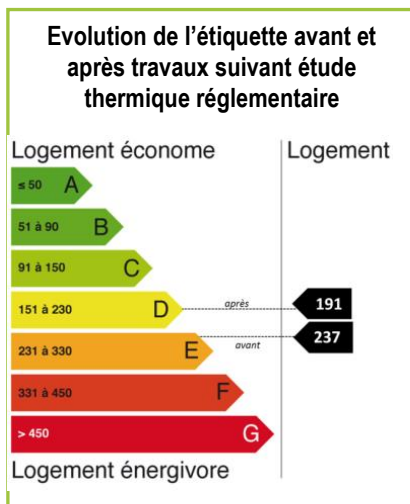 Evolution de l’étiquette avant et
après travaux suivant étude
thermique réglementaire
Logement économe
Logement
≤ 50 A
51 à 90 B
91 à 150 C
151 à 230 D après 191
231 à 330 E avant 237
331 à 450 F
> 450 G
Logement énergivore